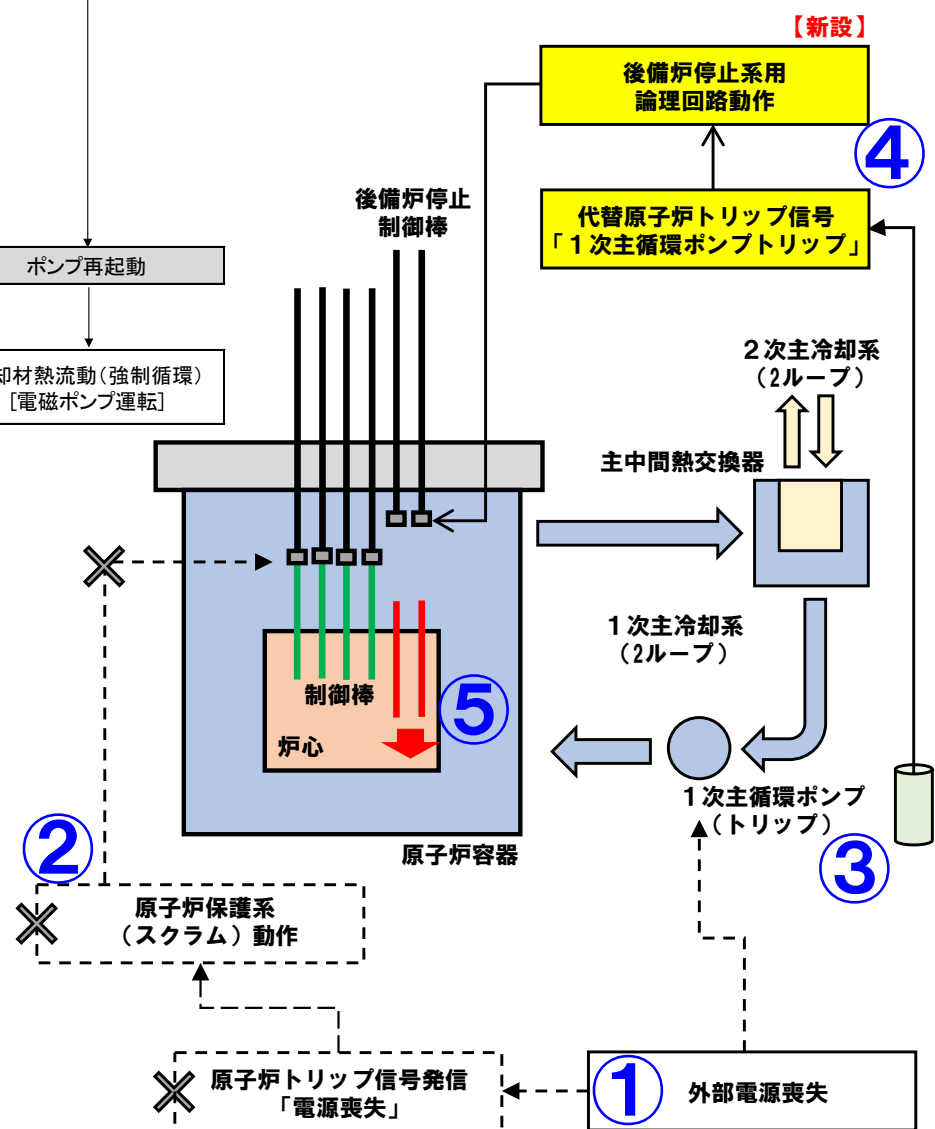 【新設】
後備炉停止系用
論理回路動作
④
代替原子炉トリップ信号
「１次主循環ポンプトリップ」
後備炉停止
制御棒
ポンプ再起動
却材熱流動(強制循環)
[電磁ポンプ運転]
２次主冷却系
（2ループ）
主中間熱交換器
１次主冷却系
（2ループ）
制御棒
⑤
炉心
１次主循環ポンプ
（トリップ）
③
原子炉容器
②
原子炉保護系
（スクラム）動作
原子炉トリップ信号発信
「電源喪失」
①
外部電源喪失